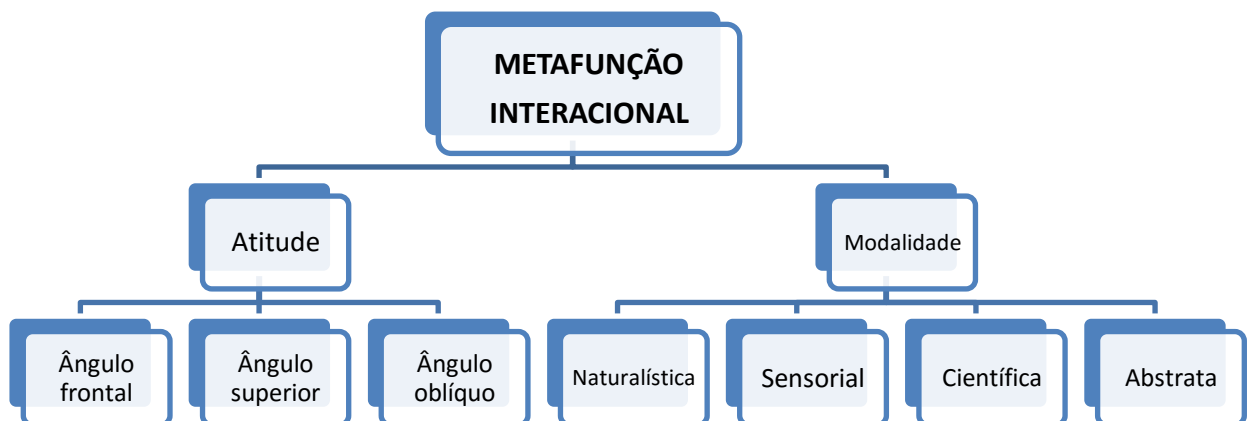 METAFUNÇÃO
INTERACIONAL
Atitude
Modalidade
Ângulo
frontal
Ângulo
superior
Ângulo
oblíquo
Naturalística
Sensorial
Científica
Abstrata